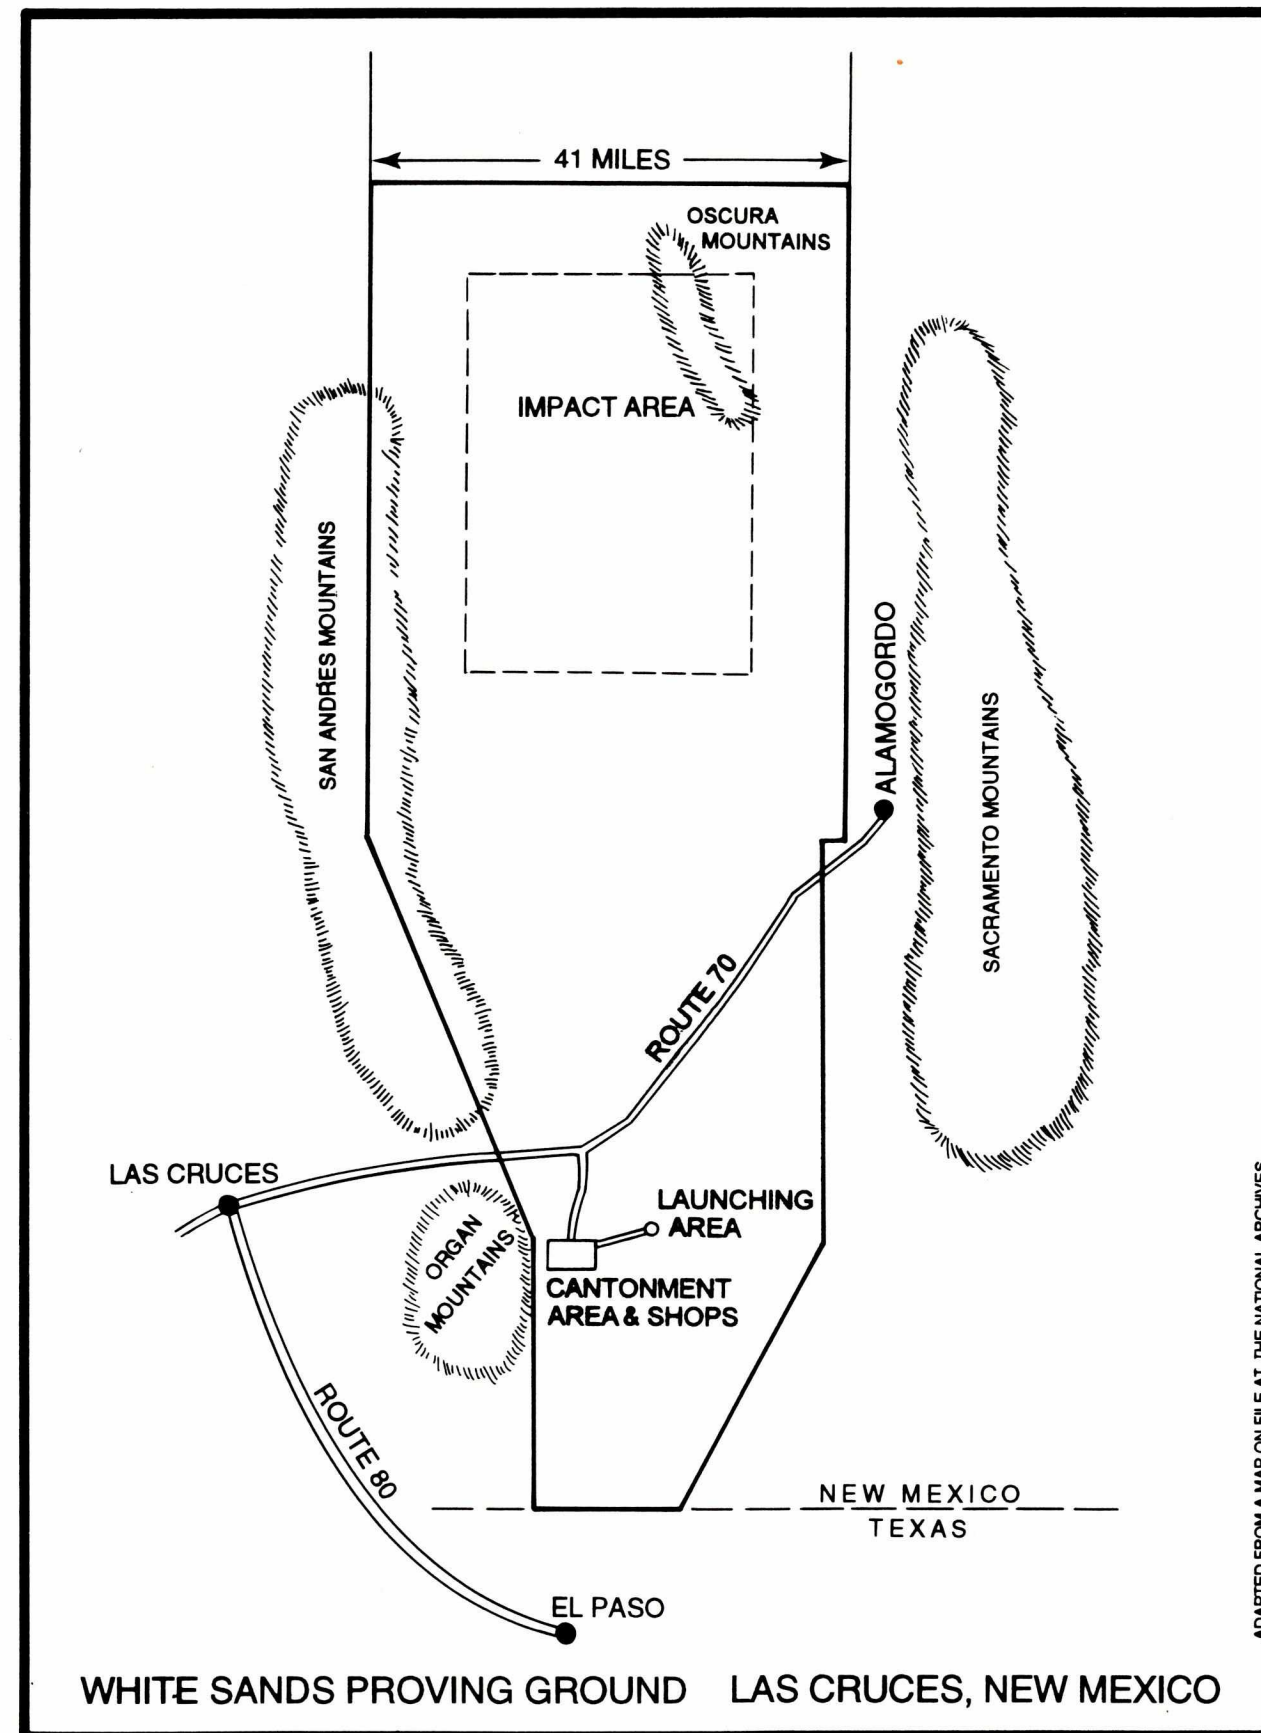 41 MILES
OSCURA
MOUNTAINS
IMPACT AREA
SAN ANDRES MOUNTAINS
ALAMOGORDO
SACRAMENTO MOUNTAINS
ROUTE 70
LAS CRUCES
LAUNCHING
AREA
ORGAN
MOUNTAINS
CANTONMENT
AREA & SHOPS
ROUTE 80
NEW MEXICO
TEXAS
EL PASO
ADAPTED FROM A MAP ON FILE AT THE NATIONAL ARCHIVES
WHITE SANDS PROVING GROUND LAS CRUCES, NEW MEXICO